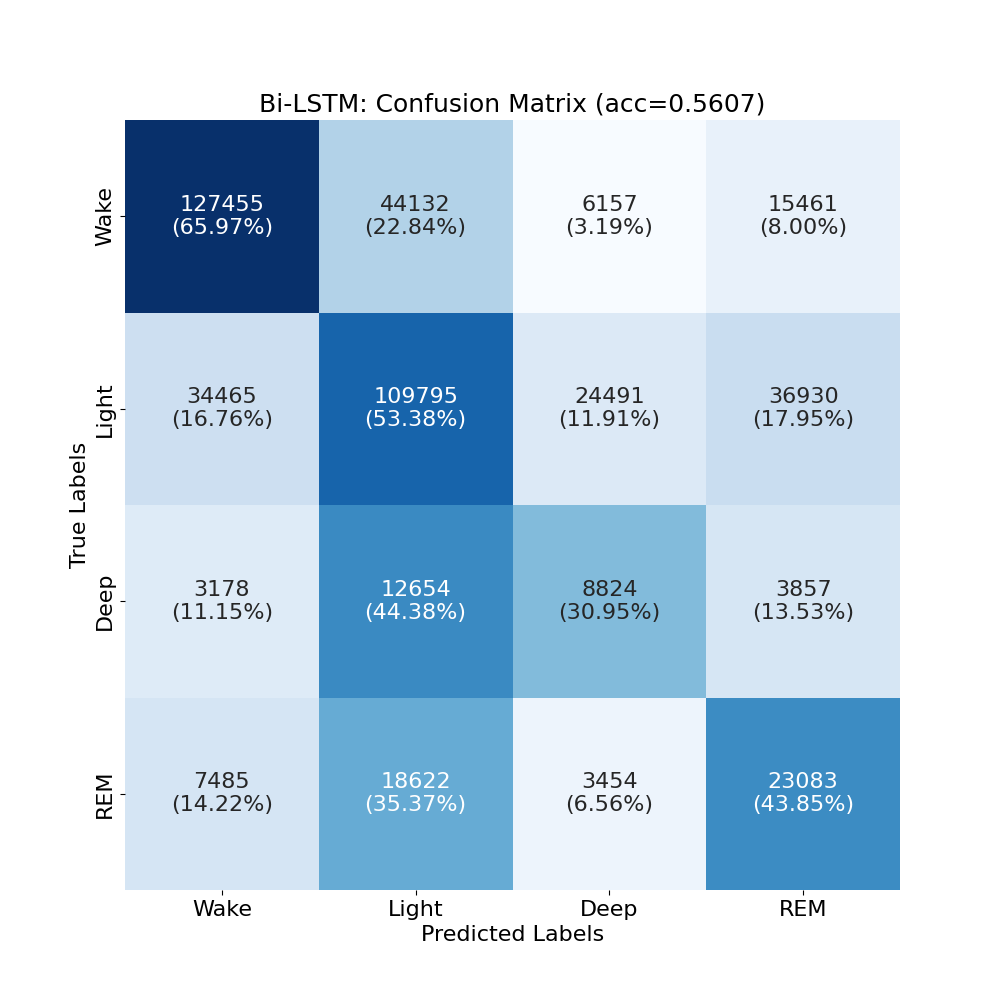 Bi-LSTM: Confusion Matrix (acc=0.5607)
True Labels
Wake
127455
(65.97%)
44132
(22.84%)
6157
(3.19%)
15461
(8.00%)
Light
34465
(16.76%)
109795
(53.38%)
24491
(11.91%)
36930
(17.95%)
Deep
3178
(11.15%)
12654
(44.38%)
8824
(30.95%)
3857
(13.53%)
REM
7485
(14.22%)
18622
(35.37%)
3454
(6.56%)
23083
(43.85%)
Wake
Light
Deep
REM
Predicted Labels